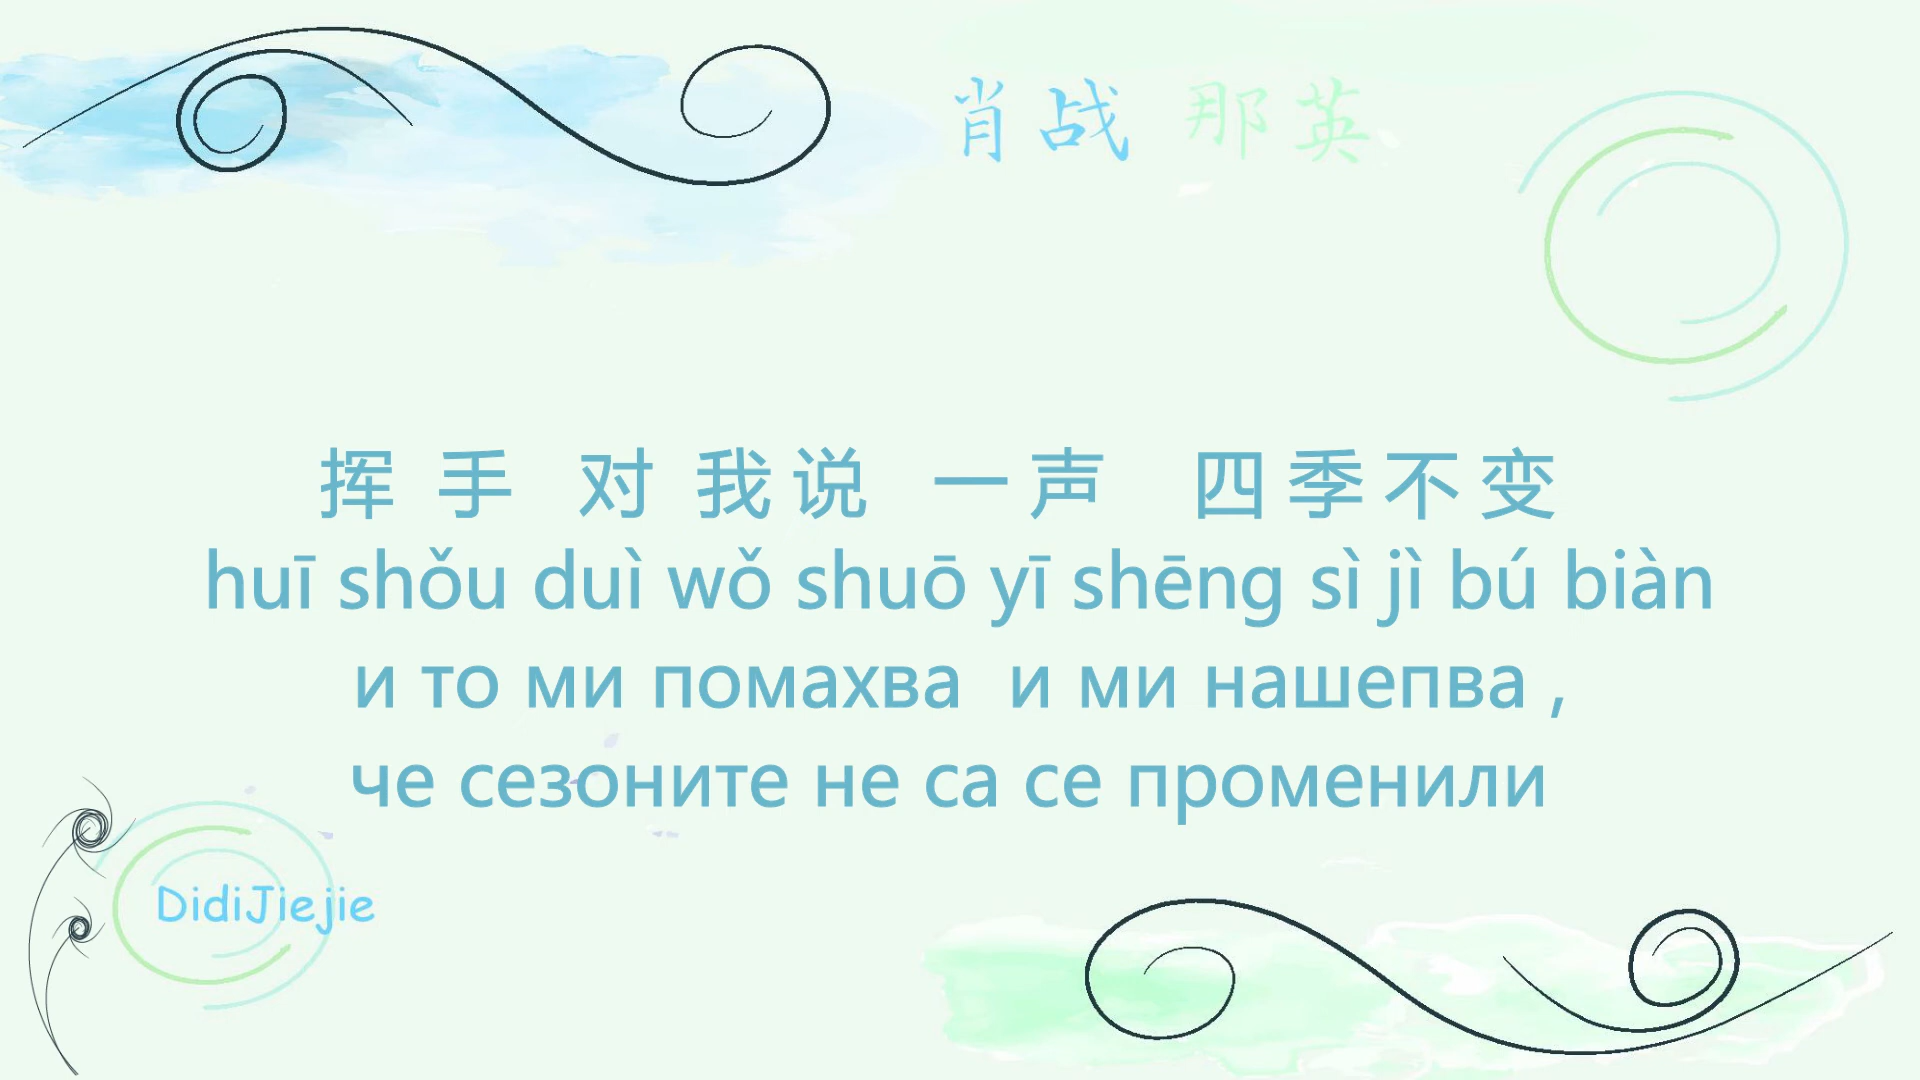 肖战 那英
挥手 对我说 一声 四季不变
huī shǒu duì wǒ shuō yī shēng sì jì bú biàn
и то ми помахва и ми нашепва ,
че сезоните не са се променили
DidiJiejie